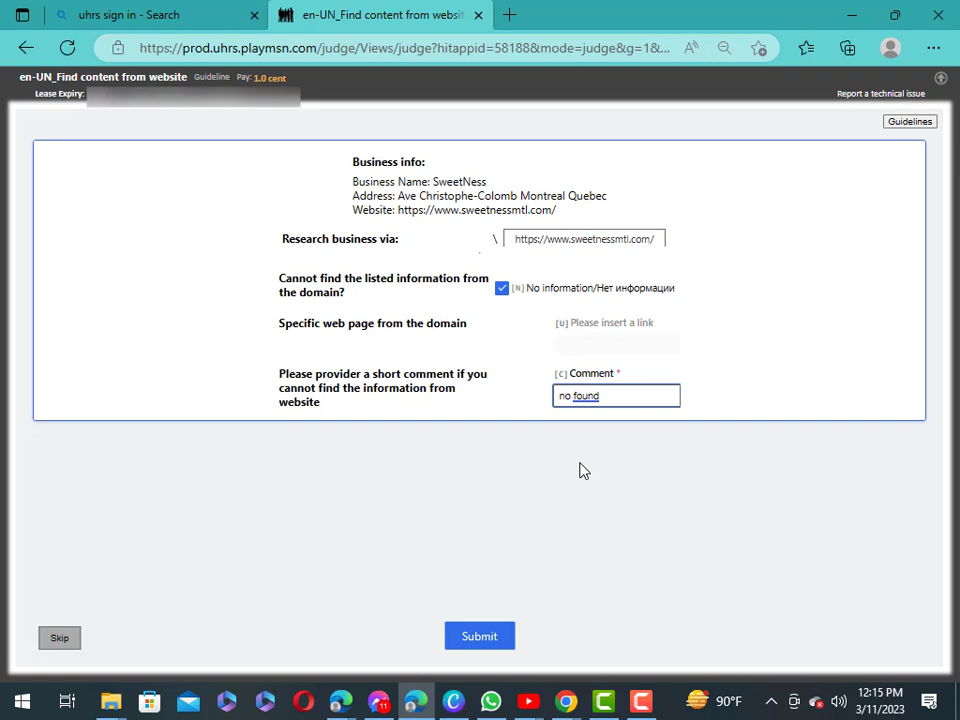 uhrs sign in - Search
en-UN_Find content from websit
https://prod.uhrs.playmsn.com/judge/Views/judge?hitappid=58188&mode=judge&g=1&...
en-UN_Find content from website Guideline Pay: 1.0 cent
Lease Expiry:
Report a technical issue
Guidelines
Business info:
Business Name: SweetNess
Address: Ave Christophe-Colomb Montreal Quebec
Website: https://www.sweetnessmtl.com/
Research business via: \ https://www.sweetnessmtl.com/
Cannot find the listed information from
the domain?
[N] No information/Нет информации
Specific web page from the domain
[U] Please insert a link
Please provider a short comment if you
cannot find the information from
website
[C] Comment *
no found
Skip
Submit
11
90°F
12:15 PM
3/11/2023